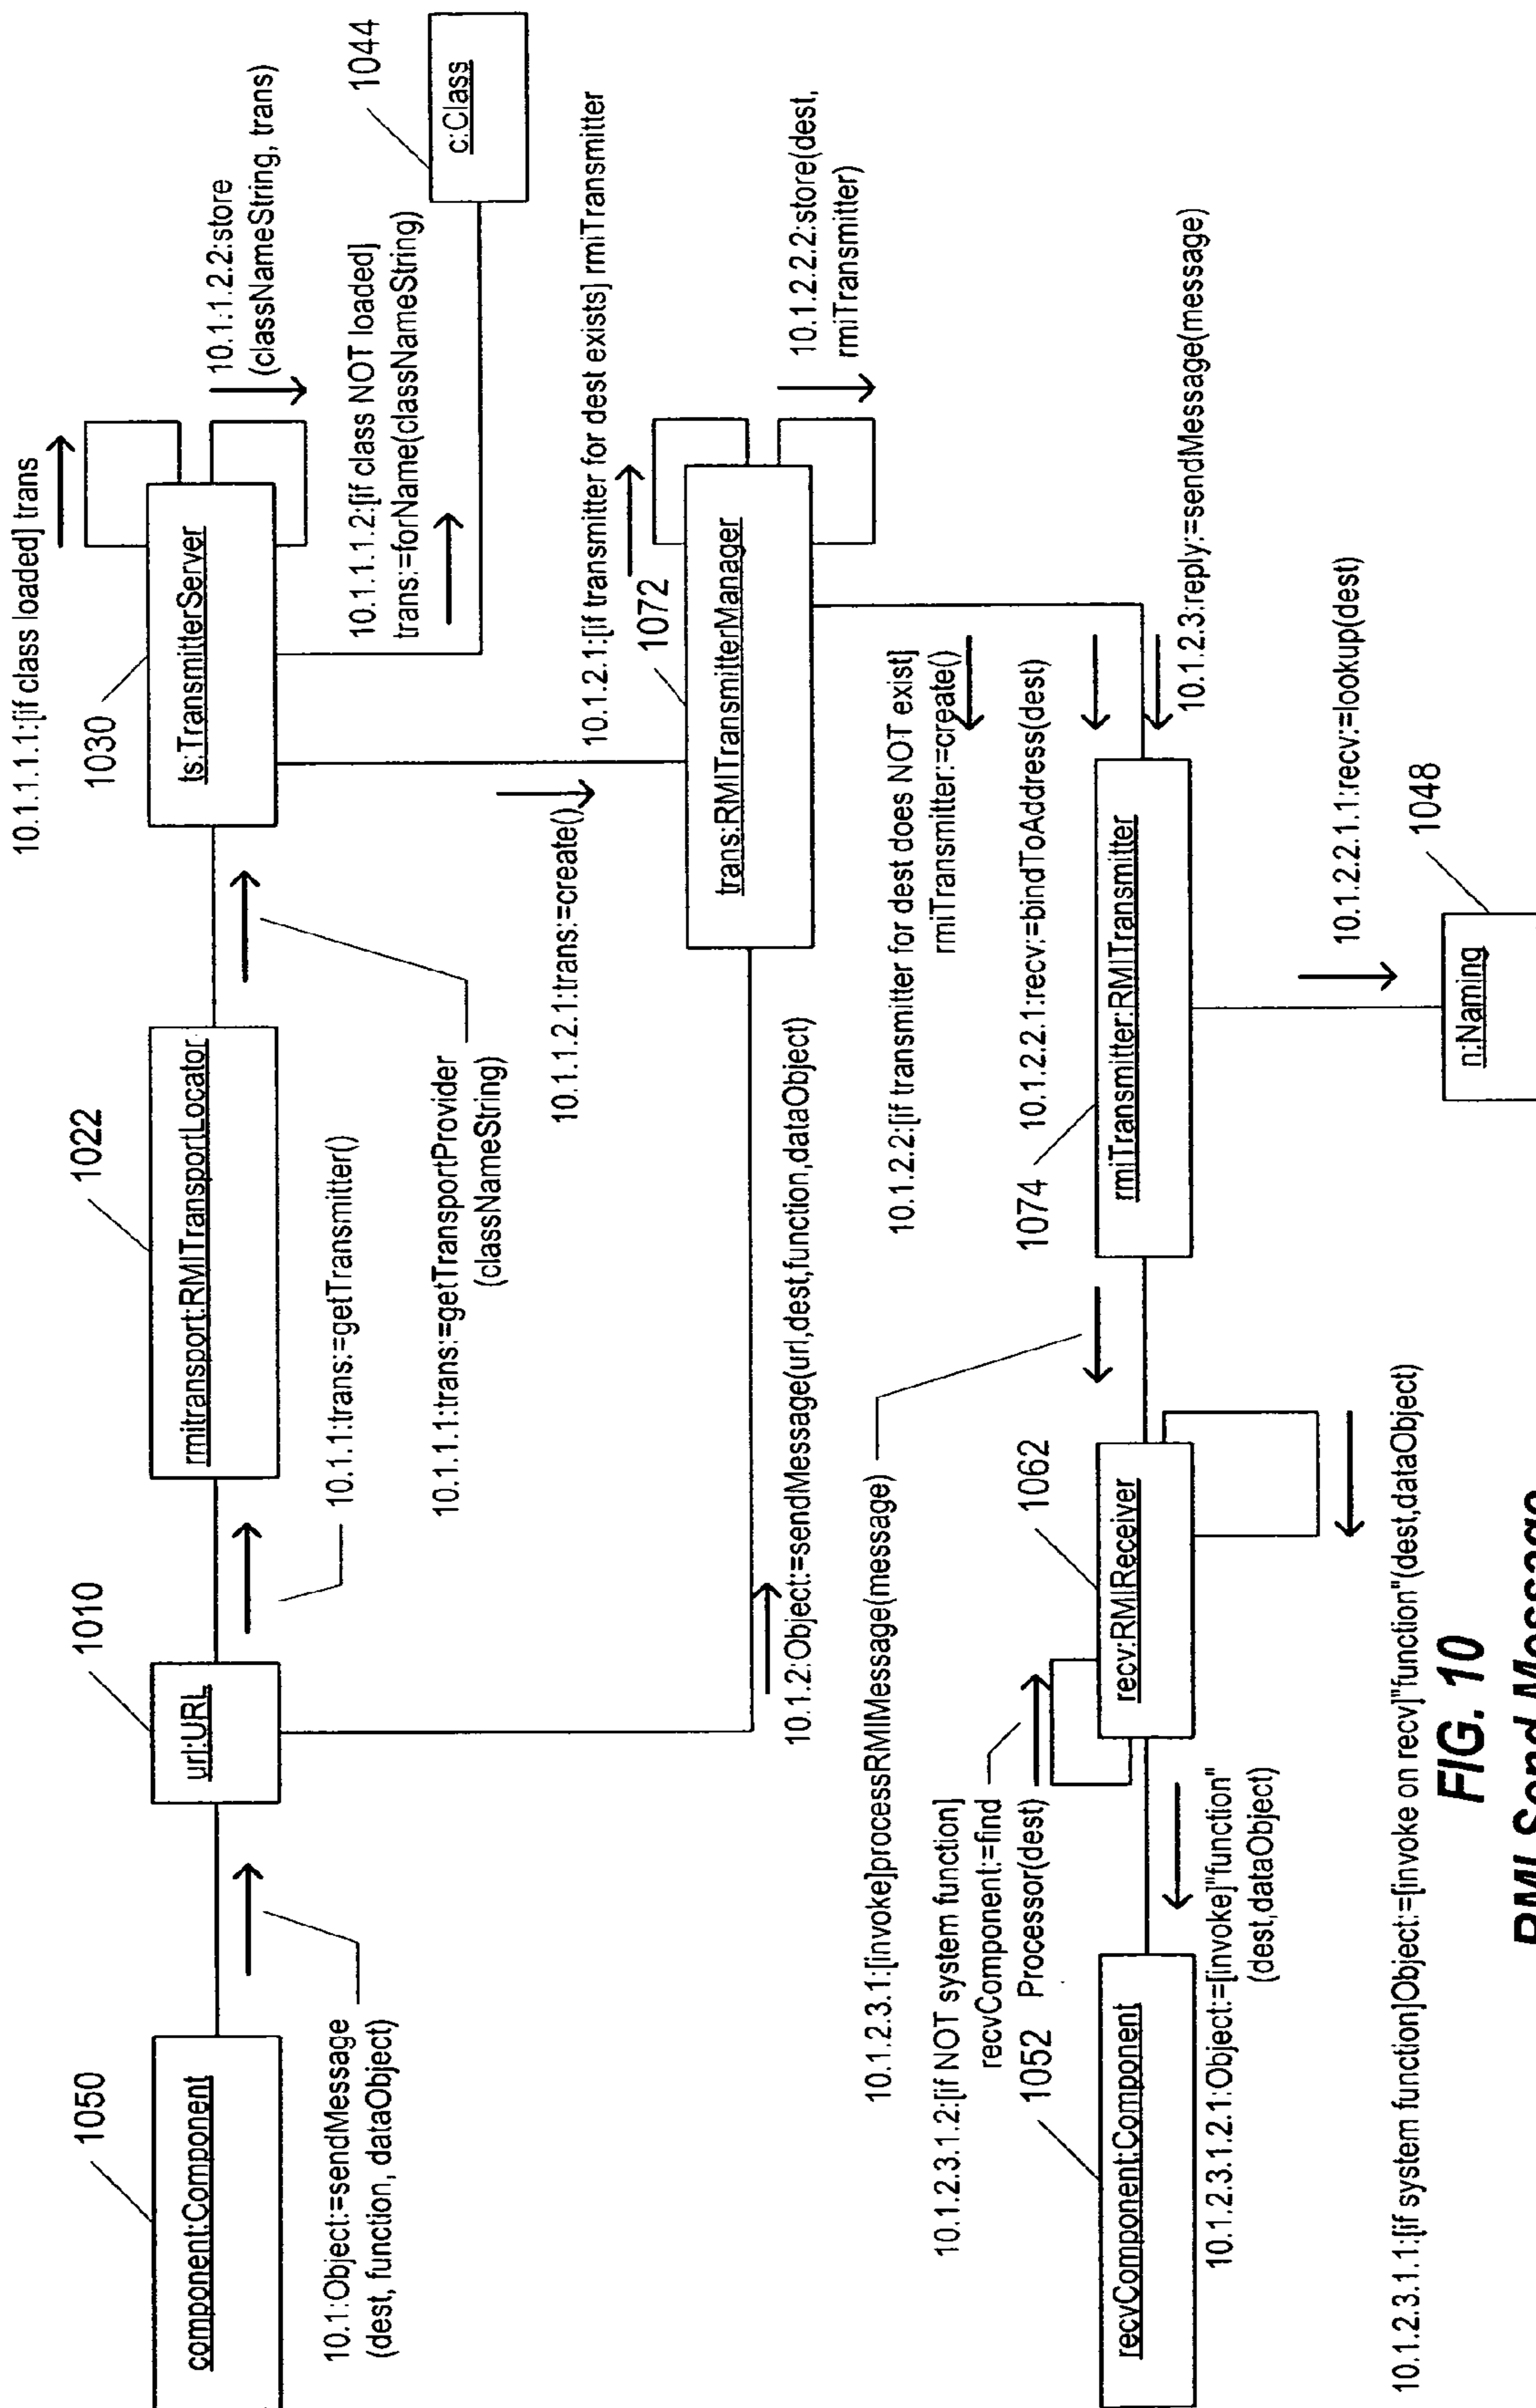 1050
component:Component
10.1:Object:=sendMessage
(dest, function, dataObject)
1010
url:URL
10.1.1:trans:=getTransmitter()
1022
rmitransport:RMITransportLocator
10.1.1.1:trans:=getTransportProvider
(classNameString)
10.1.1.1.1:[if class loaded] trans
1030
ts:TransmitterServer
10.1.1.1.2.2:store
(classNameString, trans)
10.1.1.1.2:[if class NOT loaded]
trans:=forName(classNameString)
1044
c:Class
10.1.1.1.2.1:trans:=create()
10.1.2:Object:=sendMessage(url,dest,function,dataObject)
10.1.2.1:[if transmitter for dest exists] rmiTransmitter
1072
trans:RMITransmitterManager
10.1.2.2.2:store(dest,
rmiTransmitter)
10.1.2.2:[if transmitter for dest does NOT exist]
rmiTransmitter:=create()
10.1.2.2.1:recv:=bindToAddress(dest)
10.1.2.3:reply:=sendMessage(message)
1074
rmiTransmitter:RMITransmitter
10.1.2.2.1.1:recv:=lookup(dest)
1048
n:Naming
10.1.2.3.1:[invoke]processRMIMessage(message)
1062
recv:RMIReceiver
10.1.2.3.1.2:[if NOT system function]
recvComponent:=find
Processor(dest)
1052
recvComponent:Component
10.1.2.3.1.2.1:Object:=[invoke]"function"
(dest,dataObject)
10.1.2.3.1.1:[if system function]Object:=[invoke on recv]"function"(dest,dataObject)
FIG. 10
RMI Send Message